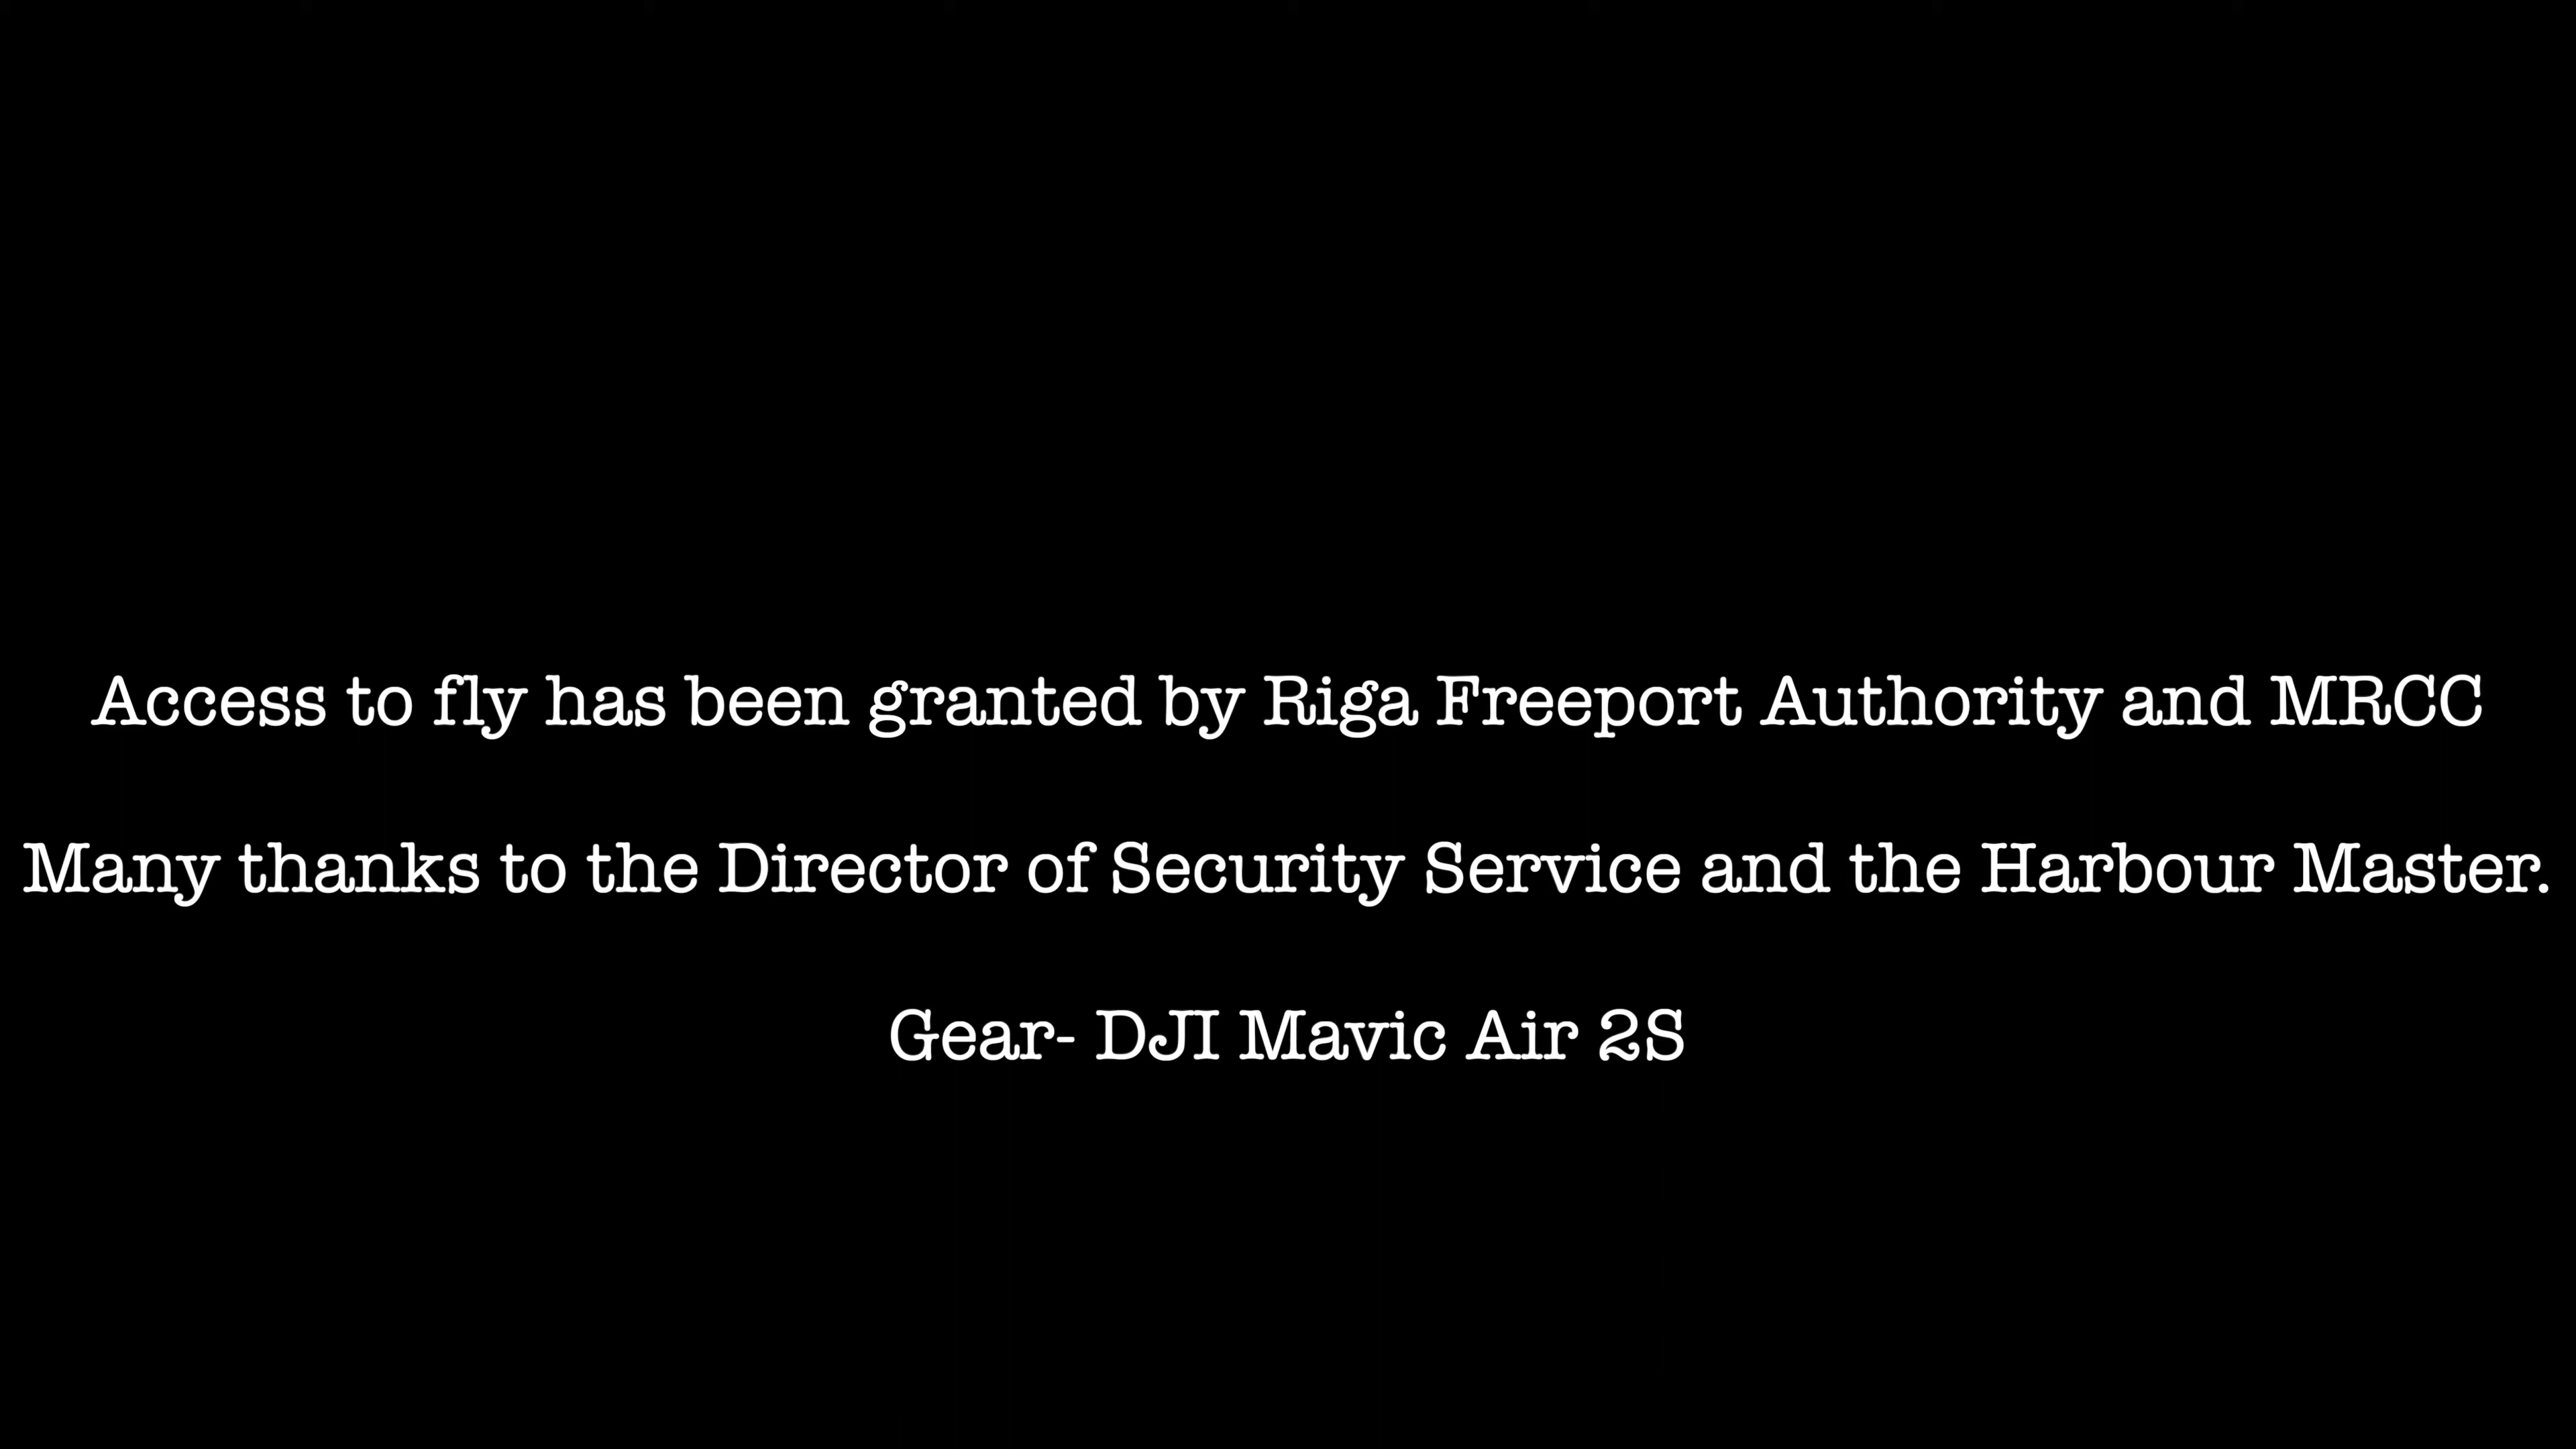 Access to fly has been granted by Riga Freeport Authority and MRCC
Many thanks to the Director of Security Service and the Harbour Master.
Gear- DJI Mavic Air 2S